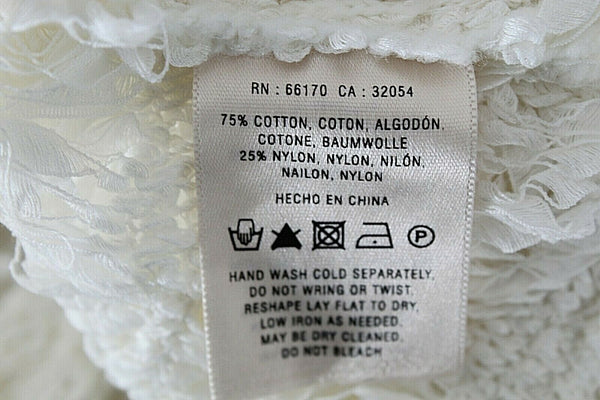 RN : 66170 CA : 32054
75% COTTON, COTON, ALGODÓN.
COTONE, BAUMWOLLE
25% NYLON, NYLON, NILÓN.
NAILON, NYLON
HECHO EN CHINA
P
HAND WASH COLD SEPARATELY.
DO NOT WRING OR TWIST.
RESHAPE LAY FLAT TO DRY.
LOW IRON AS NEEDED.
MAY BE DRY CLEANED.
DO NOT BLEACH